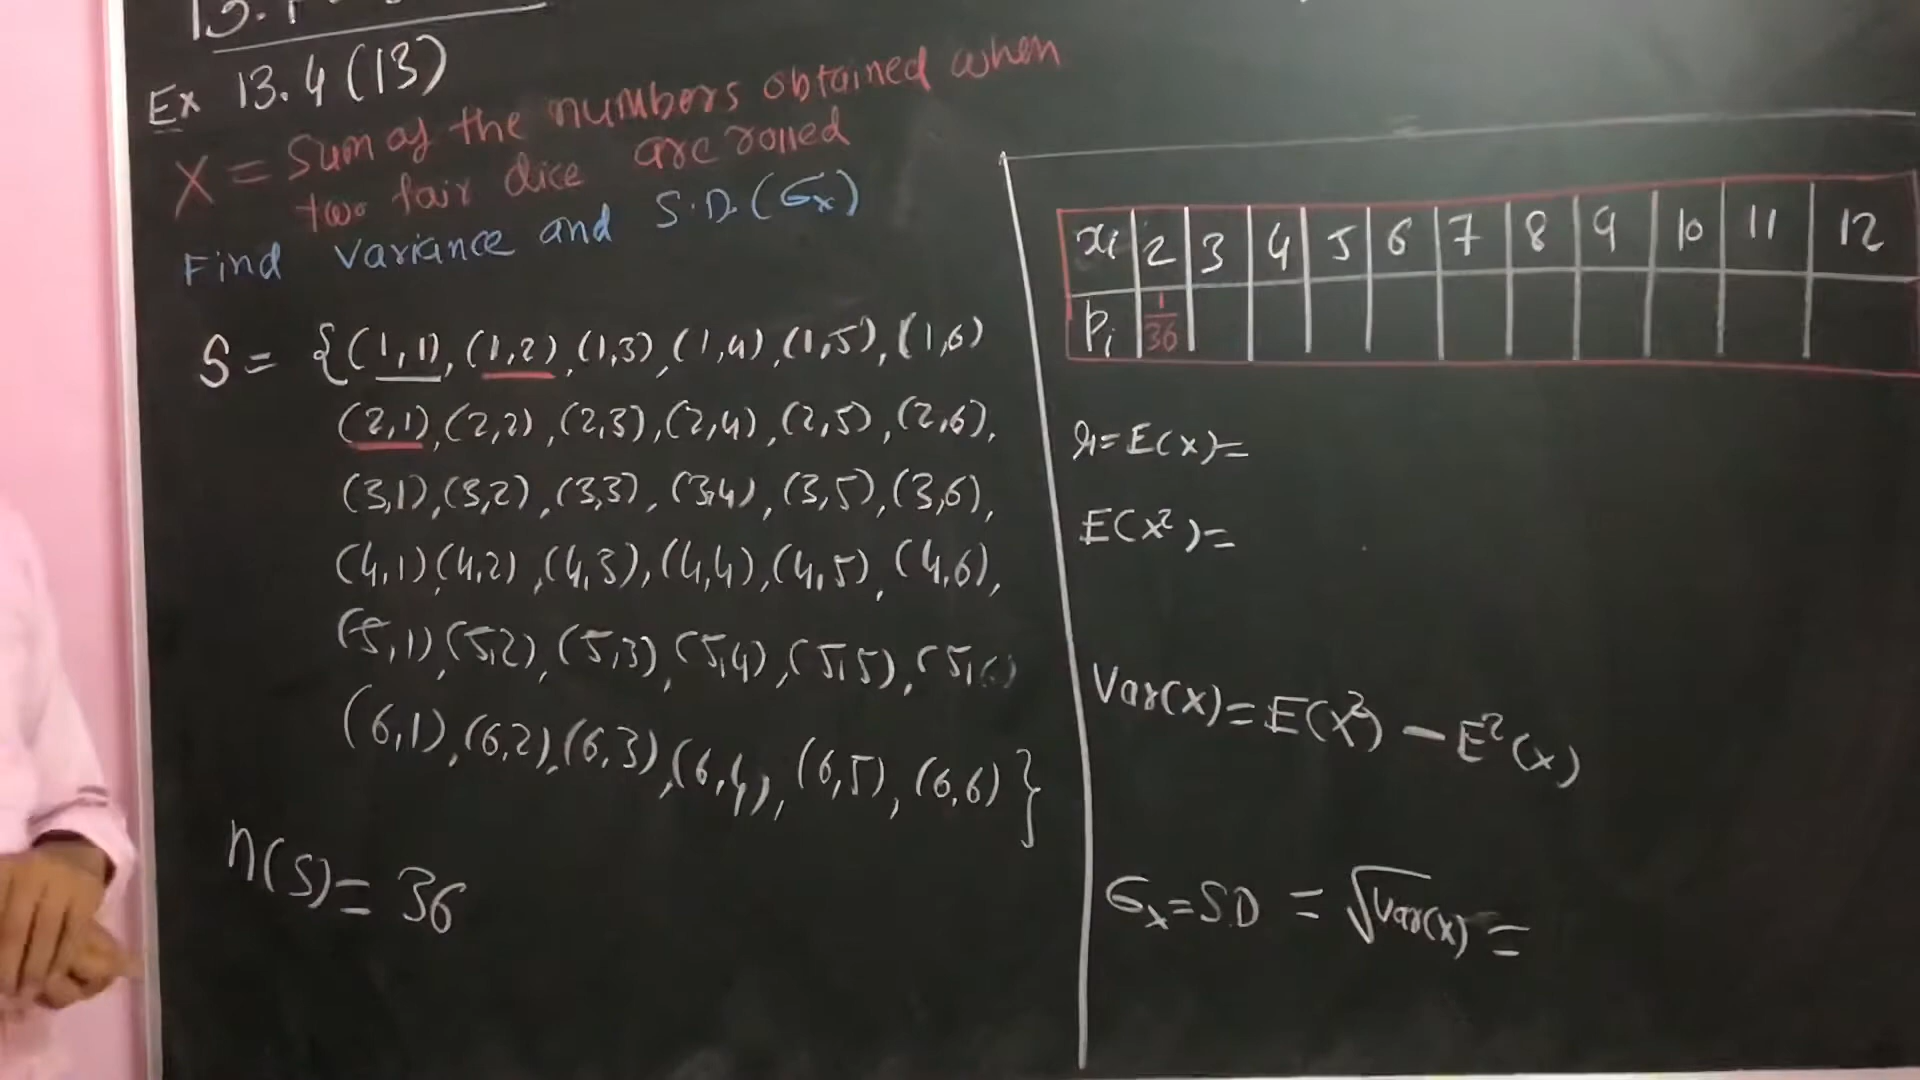 Ex 13.4(13)
X = Sum of the numbers obtained when
two fair dice are rolled
Find Variance and S.D.(σx)
S = {(1,1), (1,2), (1,3), (1,4), (1,5), (1,6)
(2,1), (2,2), (2,3), (2,4), (2,5), (2,6),
(3,1), (3,2), (3,3), (3,4), (3,5), (3,6),
(4,1) (4,2), (4,3), (4,4), (4,5), (4,6),
(5,1), (5,2), (5,3), (5,4), (5,5), (5,6)
(6,1), (6,2), (6,3), (6,4), (6,5), (6,6)}
n(S) = 36
xi 2 3 4 5 6 7 8 9 10 11 12
Pi 1/36
μ = E(x) =
E(x²) =
Var(x) = E(x²) - E²(x)
σx = S.D = √Var(x) =